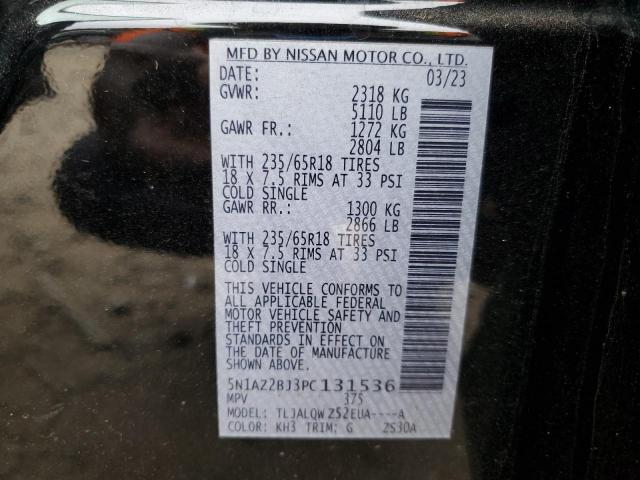 MFD BY NISSAN MOTOR CO., LTD.
DATE: 03/23
GVWR: 2318 KG
5110 LB
GAWR FR.: 1272 KG
2804 LB
WITH 235/65R18 TIRES
18 X 7.5 RIMS AT 33 PSI
COLD SINGLE
GAWR RR.: 1300 KG
2866 LB
WITH 235/65R18 TIRES
18 X 7.5 RIMS AT 33 PSI
COLD SINGLE
THIS VEHICLE CONFORMS TO
ALL APPLICABLE FEDERAL
MOTOR VEHICLE SAFETY AND
THEFT PREVENTION
STANDARDS IN EFFECT ON
THE DATE OF MANUFACTURE
SHOWN ABOVE.
5N1AZ2BJ3PC131536
MPV 375
MODEL: TLJALQW Z52EUA----A
COLOR: KH3 TRIM: G 2S30A